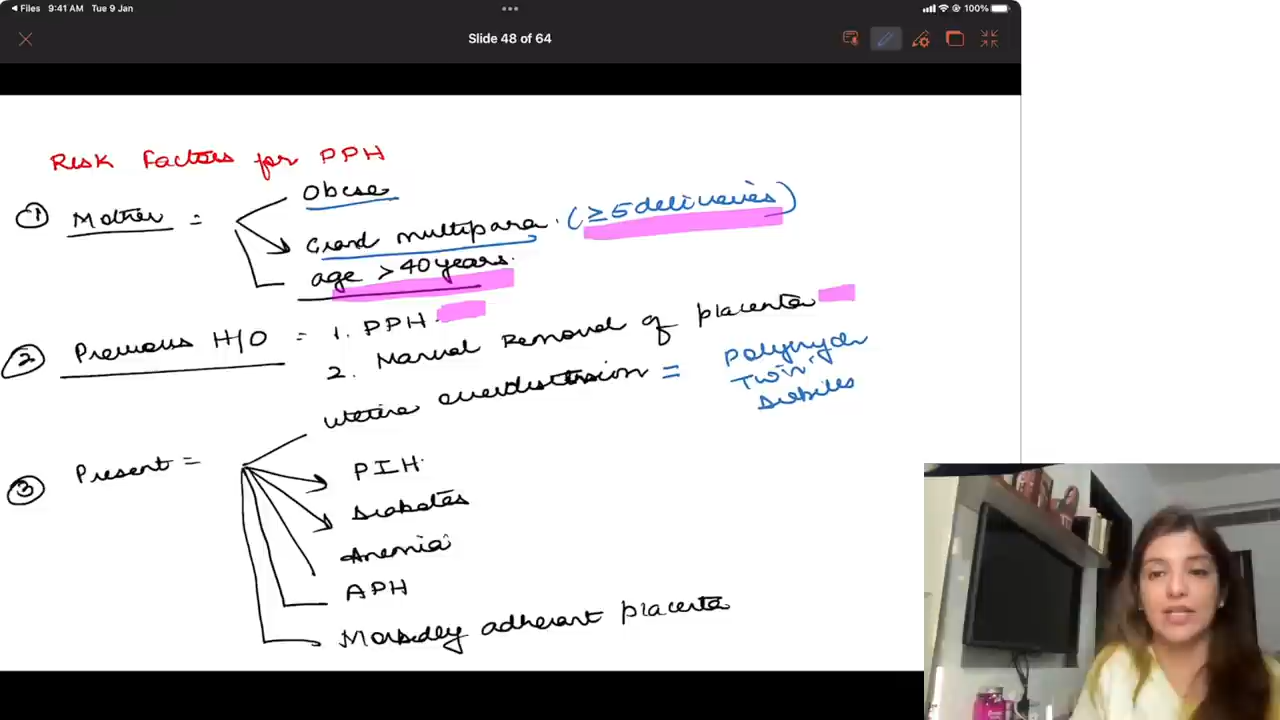 Files 9:41 AM Tue 9 Jan
100%
Slide 48 of 64
Risk Factors for PPH
① Mother =
Obese
Grand multipara. (≥5 deliveries)
age >40 years.
② Previous H/O = 1. PPH.
2. Manual Removal of placenta
③ Present =
uterine overdistension = Polyhyd
Twin
Diabetes
PIH
Diabetes
Anemia
APH
Morbidly adherent placenta